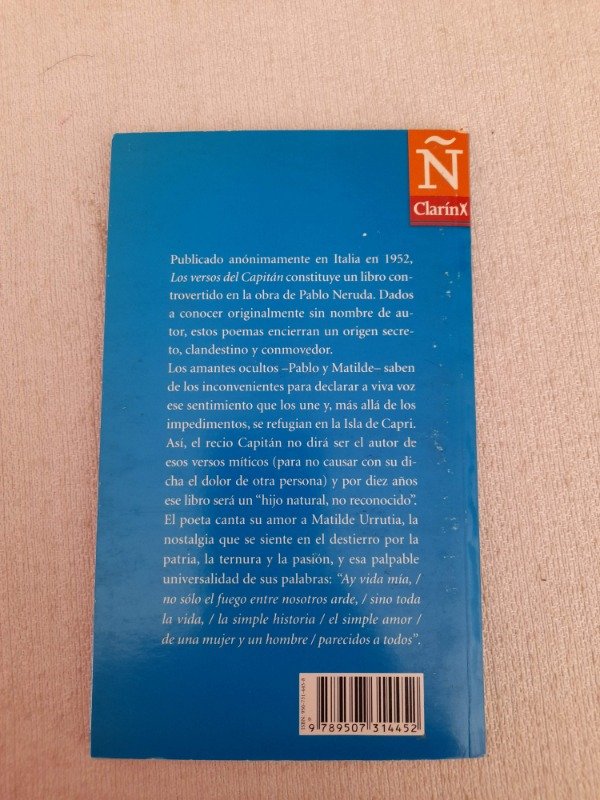 Ñ
Clarín
Publicado anónimamente en Italia en 1952,
Los versos del Capitán constituye un libro con-
trovertido en la obra de Pablo Neruda. Dados
a conocer originalmente sin nombre de au-
tor, estos poemas encierran un origen secre-
to, clandestino y conmovedor.
Los amantes ocultos –Pablo y Matilde– saben
de los inconvenientes para declarar a viva voz
ese sentimiento que los une y, más allá de los
impedimentos, se refugian en la Isla de Capri.
Así, el recio Capitán no dirá ser el autor de
esos versos míticos (para no causar con su di-
cha el dolor de otra persona) y por diez años
ese libro será un “hijo natural, no reconocido”.
El poeta canta su amor a Matilde Urrutia, la
nostalgia que se siente en el destierro por la
patria, la ternura y la pasión, y esa palpable
universalidad de sus palabras: “Ay vida mía, /
no sólo el fuego entre nosotros arde, / sino toda
la vida, / la simple historia / el simple amor /
de una mujer y un hombre / parecidos a todos”.
ISBN 950-731-445-8
9 789507 314452